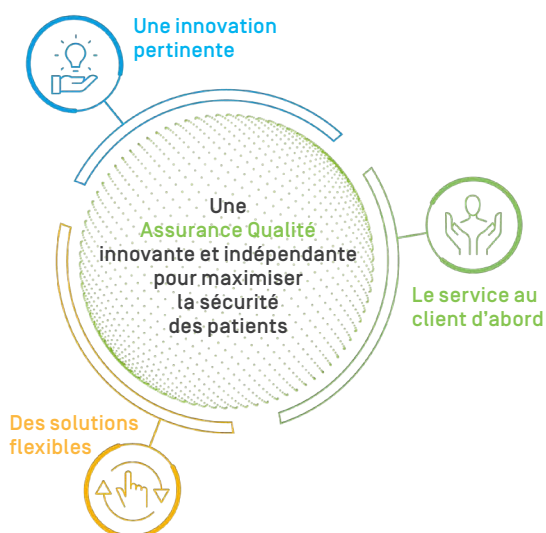 Une innovation
pertinente
Une
Assurance Qualité
innovante et indépendante
pour maximiser
la sécurité
des patients
Le service au
client d'abord
Des solutions
flexibles